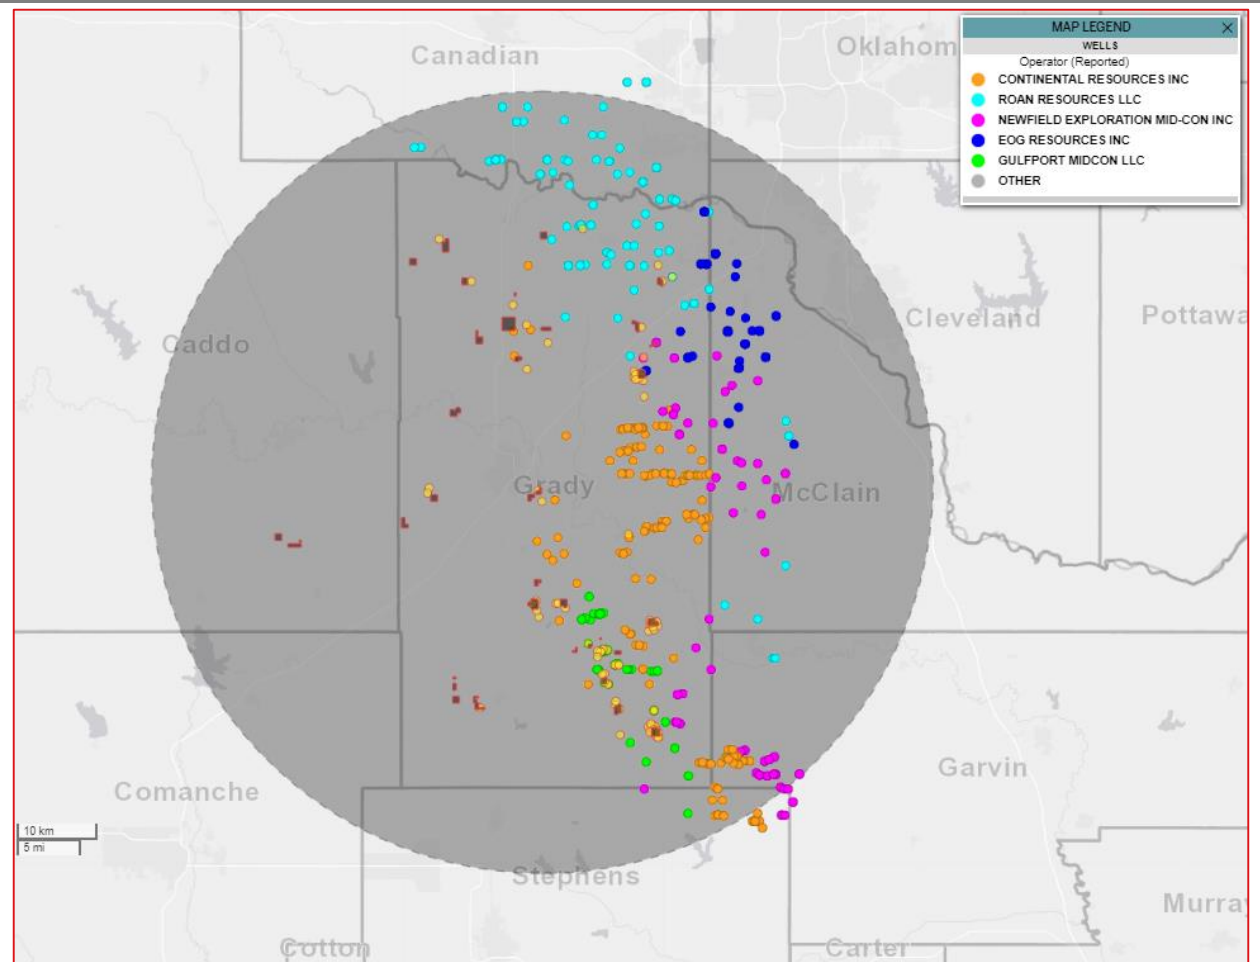 MAP LEGEND
WELLS
Operator (Reported)
CONTINENTAL RESOURCES INC
ROAN RESOURCES LLC
NEWFIELD EXPLORATION MID-CON INC
EOG RESOURCES INC
GULFPORT MIDCON LLC
OTHER
Canadian
Oklahom
Caddo
Cleveland
Pottawa
Grady
McClain
Comanche
Garvin
10 km
5 mi
Stephens
Murray
Cotton
Carter